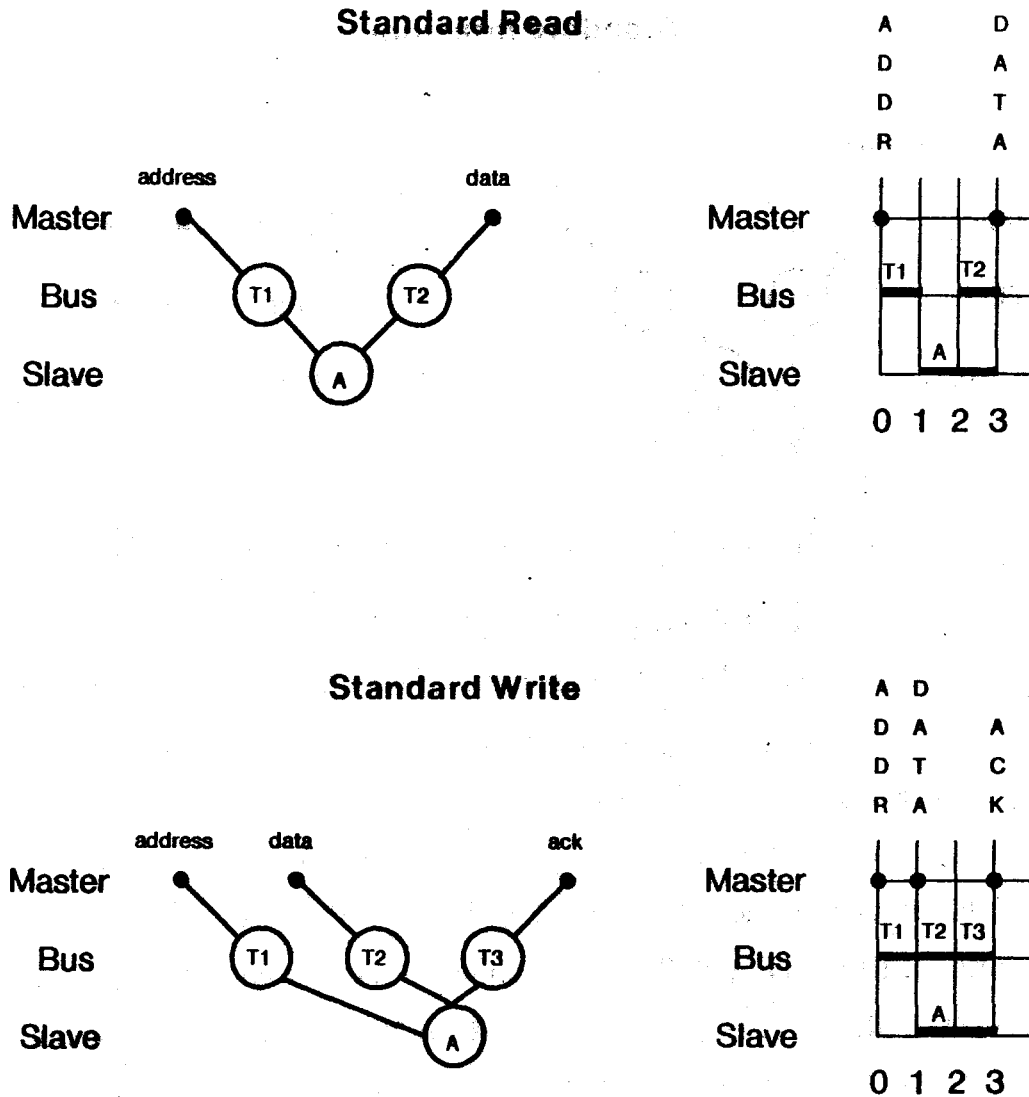 Standard Read
A D
D A
D T
R A
address data
Master
Bus
Slave
T1 T2
A
Master
Bus
Slave
T1 T2
A
0 1 2 3
Standard Write
A D
D A A
D T C
R A K
address data ack
Master
Bus
Slave
T1 T2 T3
A
Master
Bus
Slave
T1 T2 T3
A
0 1 2 3